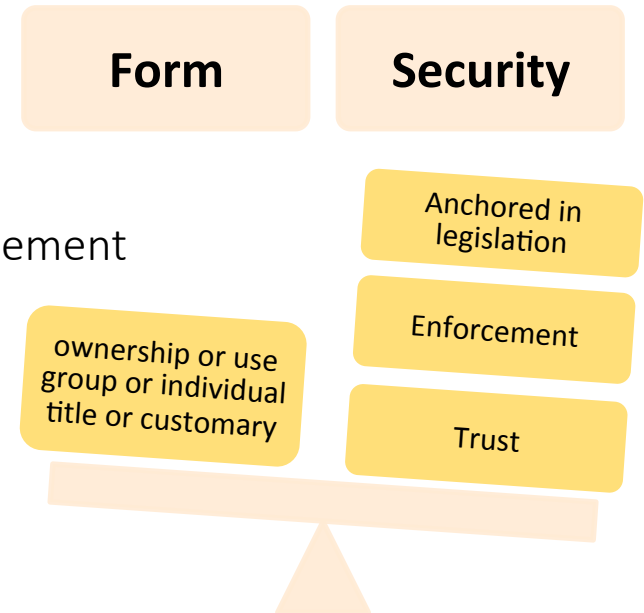 Form
Security
ement
ownership or use
group or individual
title or customary
Anchored in
legislation
Enforcement
Trust